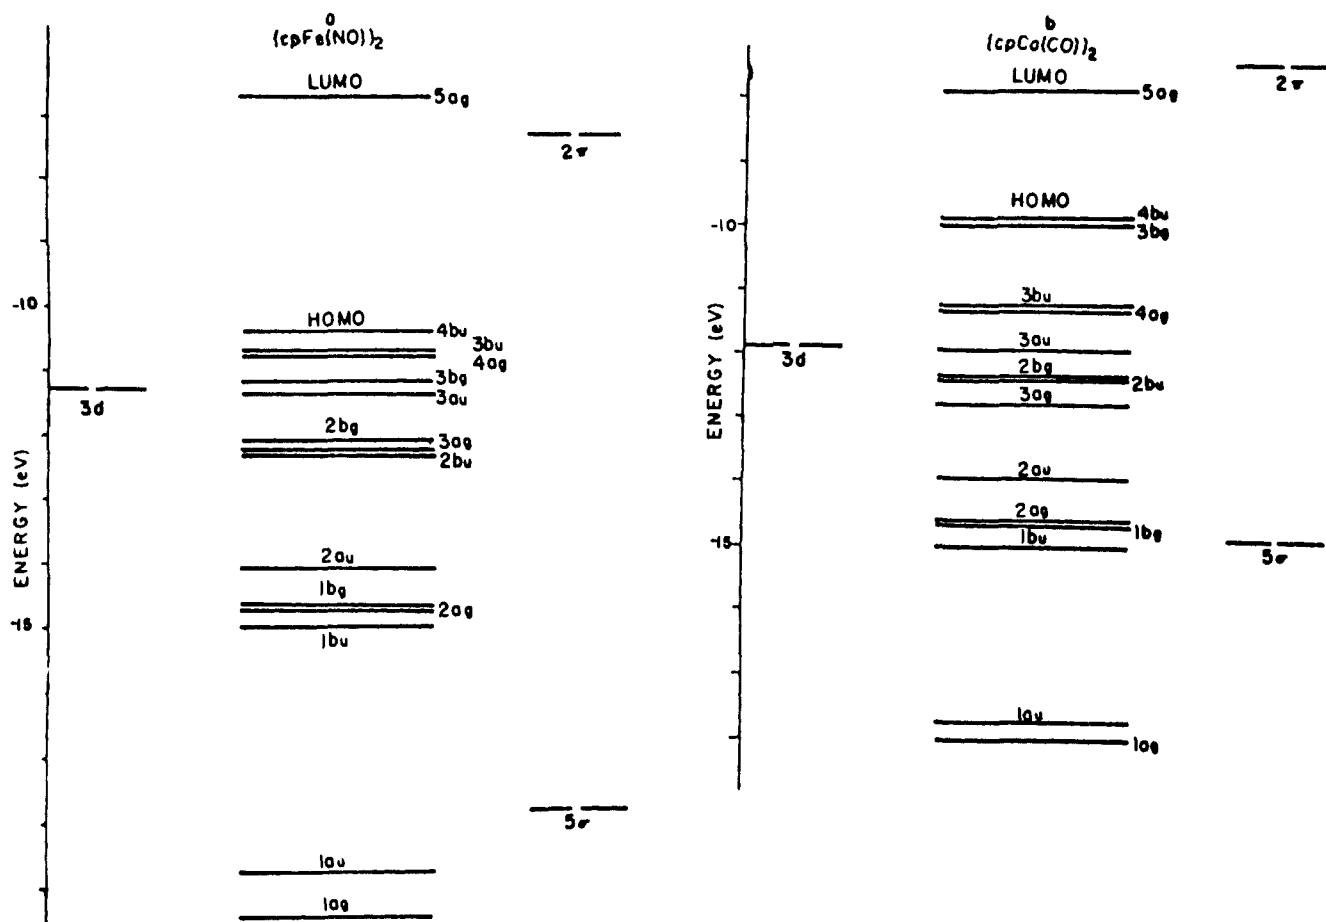 a
(cpFe(NO))₂
LUMO
5ag
2π
-10
HOMO
4bu
3bu
4ag
3bg
3au
3d
2bg
3ag
2bu
ENERGY (eV)
2au
1bg
2ag
-15
1bu
5σ
1au
1ag
b
(cpCo(CO))₂
2π
LUMO
5ag
HOMO
4bu
-10
3bg
3bu
4ag
3au
3d
2bg
2bu
3ag
ENERGY (eV)
2au
2ag
1bg
1bu
-15
5σ
1au
1ag